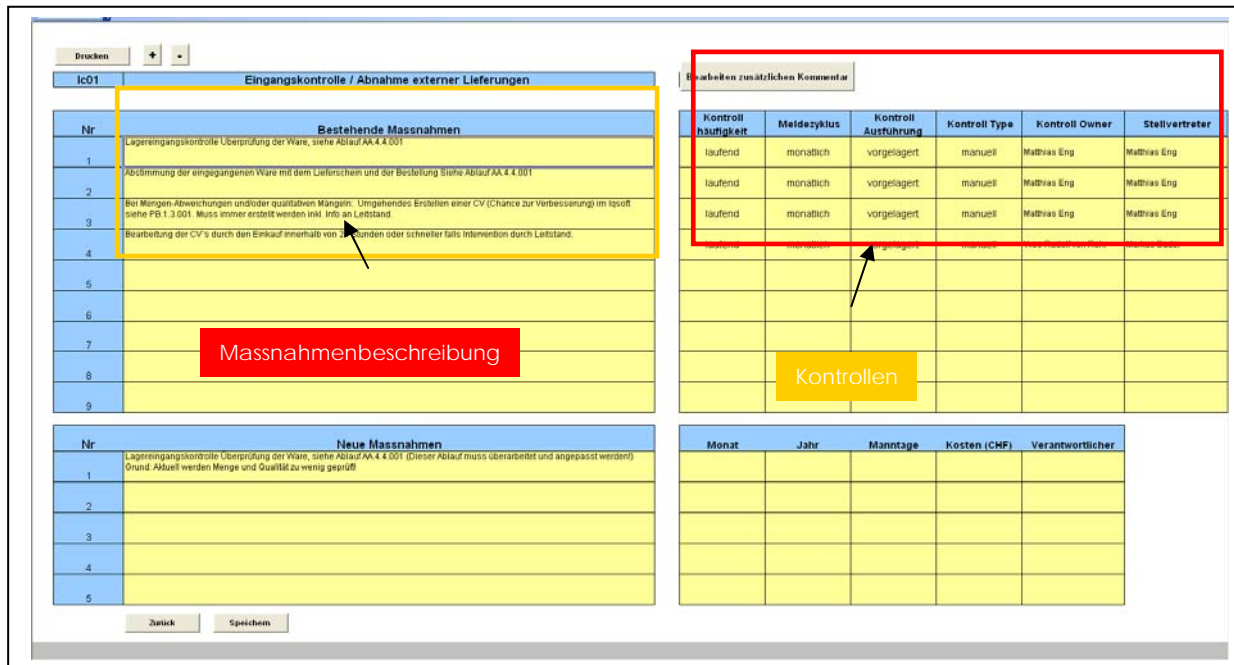 Drucken + -
Ic01 Eingangskontrolle / Abnahme externer Lieferungen
Bearbeiten zusätzlichen Kommentar
Nr Bestehende Massnahmen Kontroll häufigkeit Meldezyklus Kontroll Ausführung Kontroll Type Kontroll Owner Stellvertreter
1 Lagereingangskontrolle Überprüfung der Ware, siehe Ablauf AA.4.4.001 laufend monatlich vorgelagert manuell Matthias Eng Matthias Eng
2 Abstimmung der eingegangenen Ware mit dem Lieferschein und der Bestellung Siehe Ablauf AA.4.4.001 laufend monatlich vorgelagert manuell Matthias Eng Matthias Eng
3 Bei Mengen-Abweichungen und/oder qualitativen Mängeln: Umgehendes Erstellen einer CV (Chance zur Verbesserung) im Iqsoft
siehe PB.1.3.001. Muss immer erstellt werden inkl. Info an Leitstand. laufend monatlich vorgelagert manuell Matthias Eng Matthias Eng
4 Bearbeitung der CV's durch den Einkauf innerhalb von Stunden oder schneller falls Intervention durch Leitstand. laufend monatlich vorgelagert manuell
5
6
7
8
9
Massnahmenbeschreibung
Kontrollen
Nr Neue Massnahmen Monat Jahr Manntage Kosten (CHF) Verantwortlicher
1 Lagereingangskontrolle Überprüfung der Ware, siehe Ablauf AA.4.4.001 (Dieser Ablauf muss überarbeitet und angepasst werden!)
Grund: Aktuell werden Menge und Qualität zu wenig geprüft!
2
3
4
5
Zurück Speichern